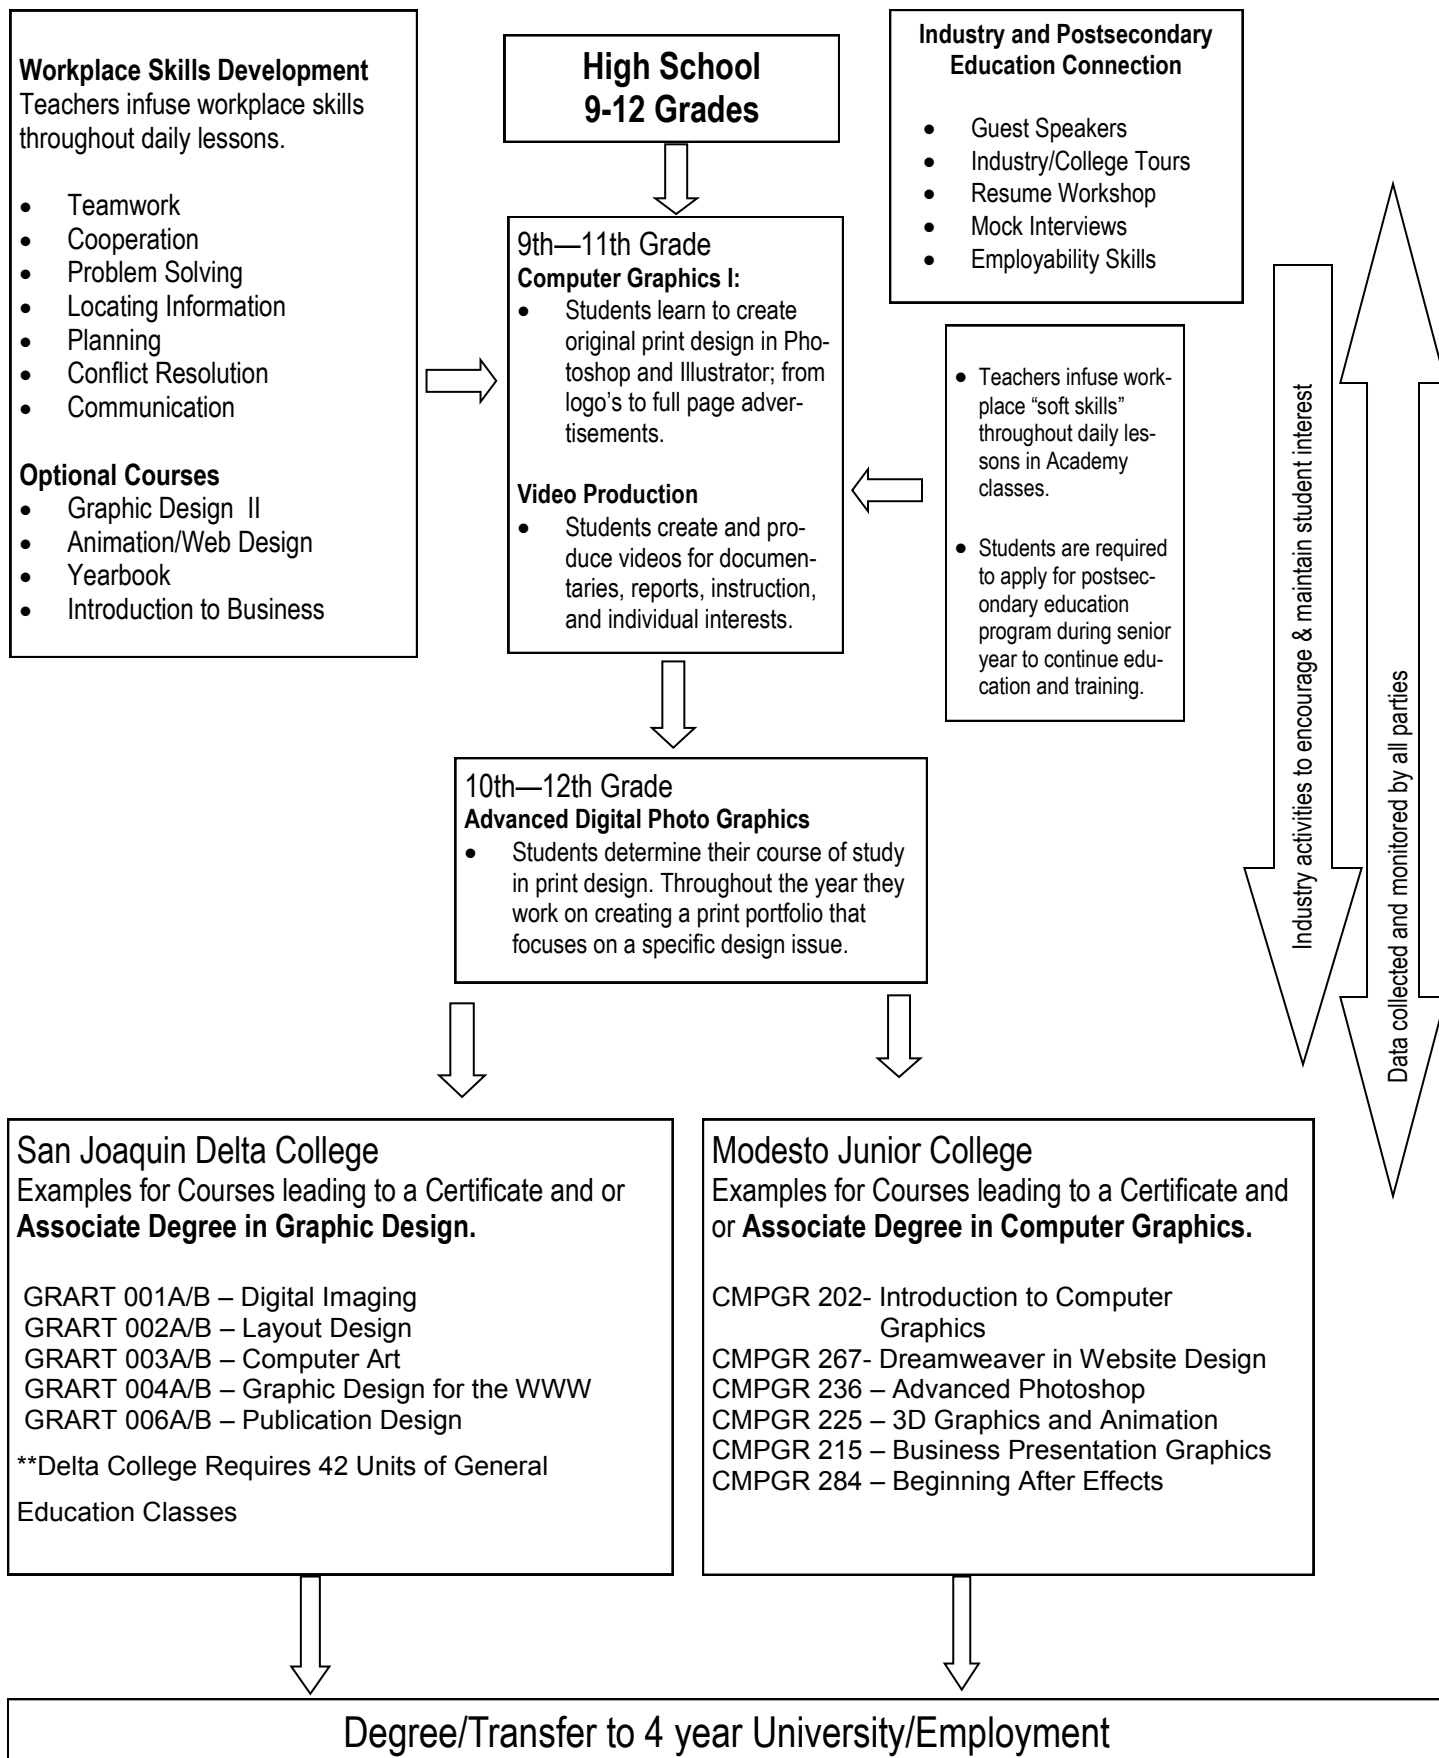 Workplace Skills Development
Teachers infuse workplace skills
throughout daily lessons.
• Teamwork
• Cooperation
• Problem Solving
• Locating Information
• Planning
• Conflict Resolution
• Communication
Optional Courses
• Graphic Design  II
• Animation/Web Design
• Yearbook
• Introduction to Business
High School
9-12 Grades
Industry and Postsecondary
Education Connection
• Guest Speakers
• Industry/College Tours
• Resume Workshop
• Mock Interviews
• Employability Skills
9th—11th Grade
Computer Graphics I:
• Students learn to create
original print design in Pho-
toshop and Illustrator; from
logo's to full page adver-
tisements.
Video Production
• Students create and pro-
duce videos for documen-
taries, reports, instruction,
and individual interests.
• Teachers infuse work-
place “soft skills”
throughout daily les-
sons in Academy
classes.
• Students are required
to apply for postsec-
ondary education
program during senior
year to continue edu-
cation and training.
Industry activities to encourage & maintain student interest
Data collected and monitored by all parties
10th—12th Grade
Advanced Digital Photo Graphics
• Students determine their course of study
in print design. Throughout the year they
work on creating a print portfolio that
focuses on a specific design issue.
San Joaquin Delta College
Examples for Courses leading to a Certificate and or
Associate Degree in Graphic Design.
GRART 001A/B – Digital Imaging
GRART 002A/B – Layout Design
GRART 003A/B – Computer Art
GRART 004A/B – Graphic Design for the WWW
GRART 006A/B – Publication Design
**Delta College Requires 42 Units of General
Education Classes
Modesto Junior College
Examples for Courses leading to a Certificate and
or Associate Degree in Computer Graphics.
CMPGR 202- Introduction to Computer
Graphics
CMPGR 267- Dreamweaver in Website Design
CMPGR 236 – Advanced Photoshop
CMPGR 225 – 3D Graphics and Animation
CMPGR 215 – Business Presentation Graphics
CMPGR 284 – Beginning After Effects
Degree/Transfer to 4 year University/Employment